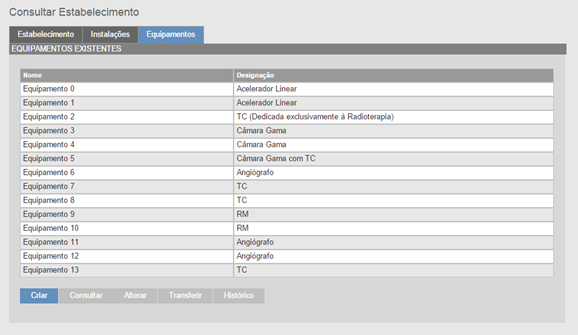 Consultar Estabelecimento
Estabelecimento Instalações Equipamentos
EQUIPAMENTOS EXISTENTES
Nome Designação
Equipamento 0 Acelerador Linear
Equipamento 1 Acelerador Linear
Equipamento 2 TC (Dedicada exclusivamente à Radioterapia)
Equipamento 3 Câmara Gama
Equipamento 4 Câmara Gama
Equipamento 5 Câmara Gama com TC
Equipamento 6 Angiógrafo
Equipamento 7 TC
Equipamento 8 TC
Equipamento 9 RM
Equipamento 10 RM
Equipamento 11 Angiógrafo
Equipamento 12 Angiógrafo
Equipamento 13 TC
Criar Consultar Alterar Transferir Histórico